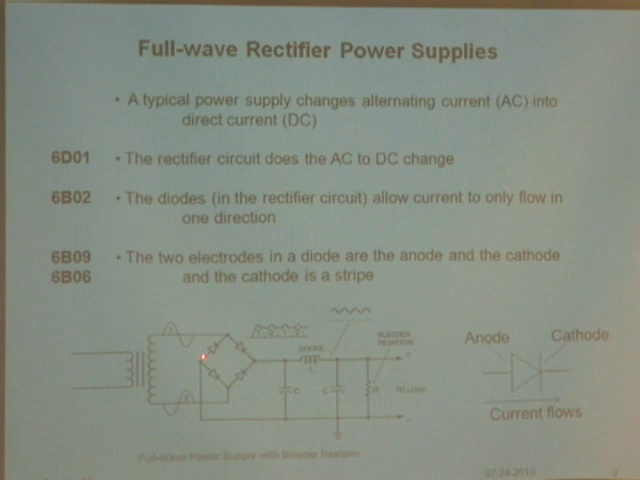 Full-wave Rectifier Power Supplies
• A typical power supply changes alternating current (AC) into
direct current (DC)
6D01 • The rectifier circuit does the AC to DC change
6B02 • The diodes (in the rectifier circuit) allow current to only flow in
one direction
6B09 • The two electrodes in a diode are the anode and the cathode
6B06 and the cathode is a stripe
BLEEDER
RESISTOR
CHOKE
L
+
C
C
R
TO LOAD
-
Anode
Cathode
Current flows
Full-Wave Power Supply with Bleeder Resistor
07-24-2010
9